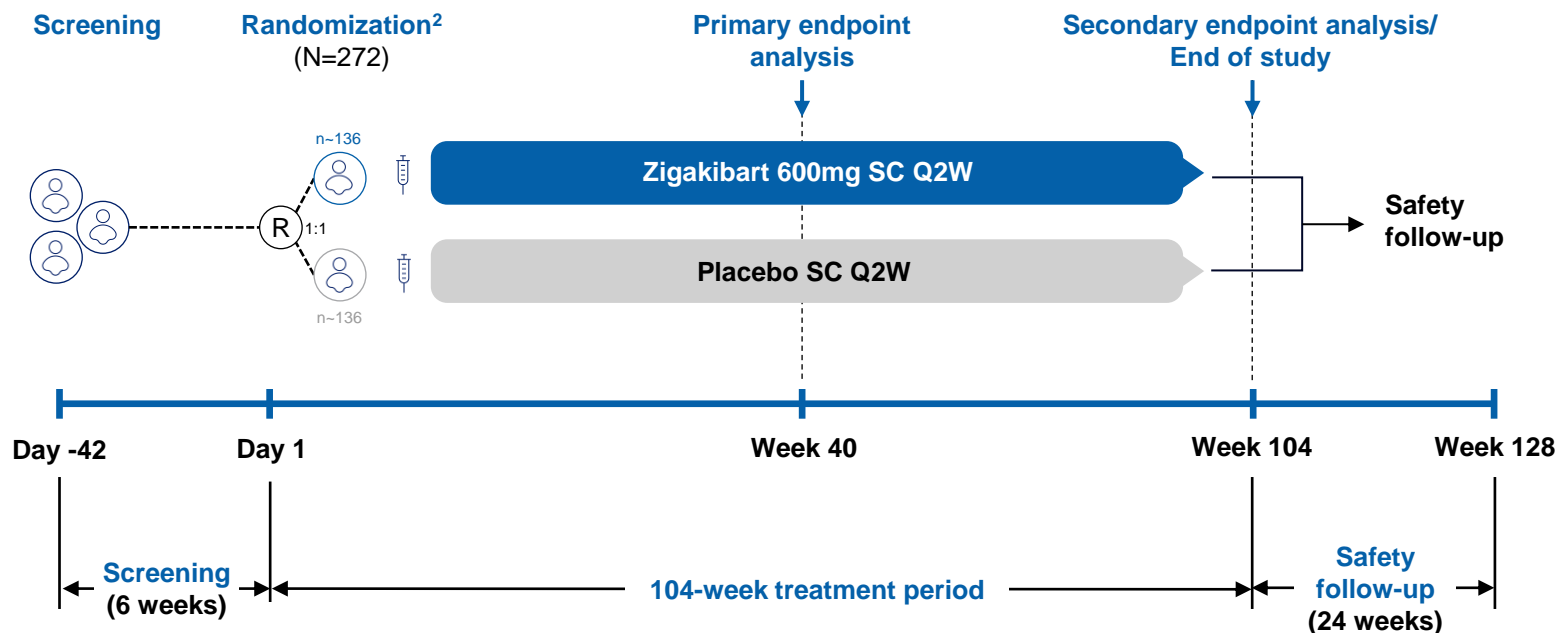 Screening
Randomization²
(N=272)
Primary endpoint
analysis
Secondary endpoint analysis/
End of study
n~136
Zigakibart 600mg SC Q2W
R
1:1
Safety
follow-up
Placebo SC Q2W
n~136
Day -42
Day 1
Week 40
Week 104
Week 128
Screening
(6 weeks)
104-week treatment period
Safety
follow-up
(24 weeks)